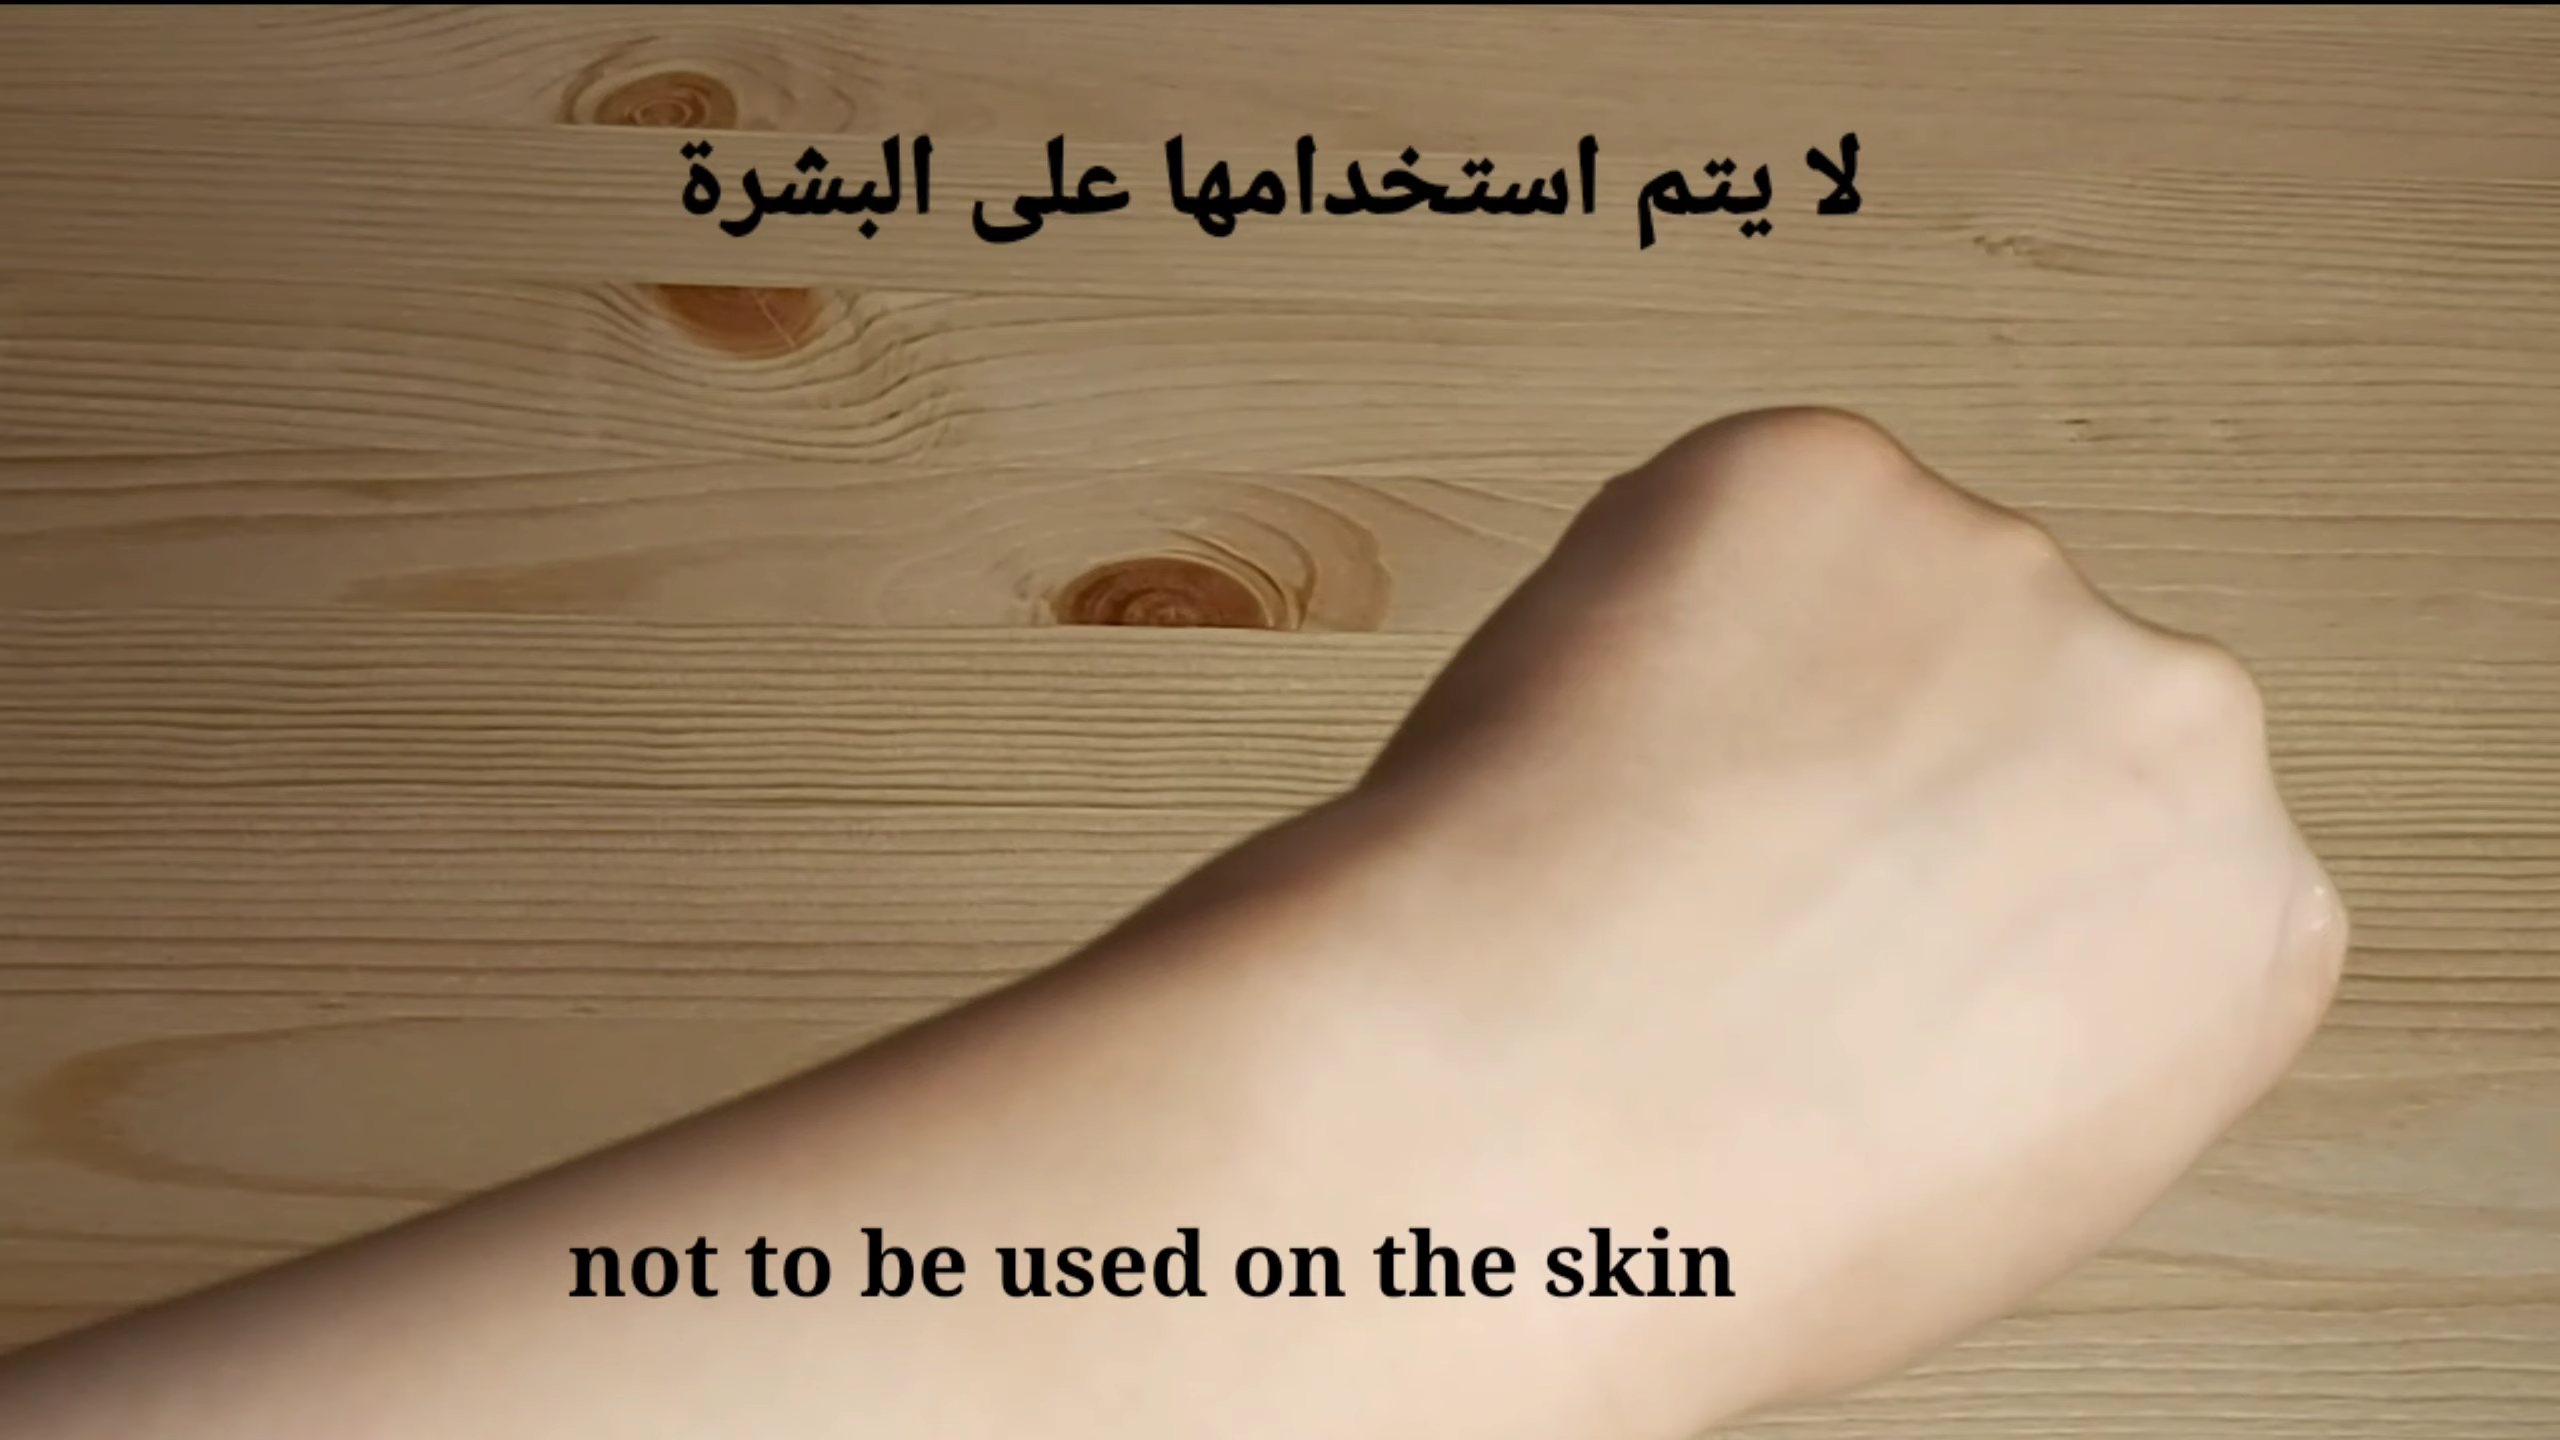 لا يتم استخدامها على البشرة
not to be used on the skin